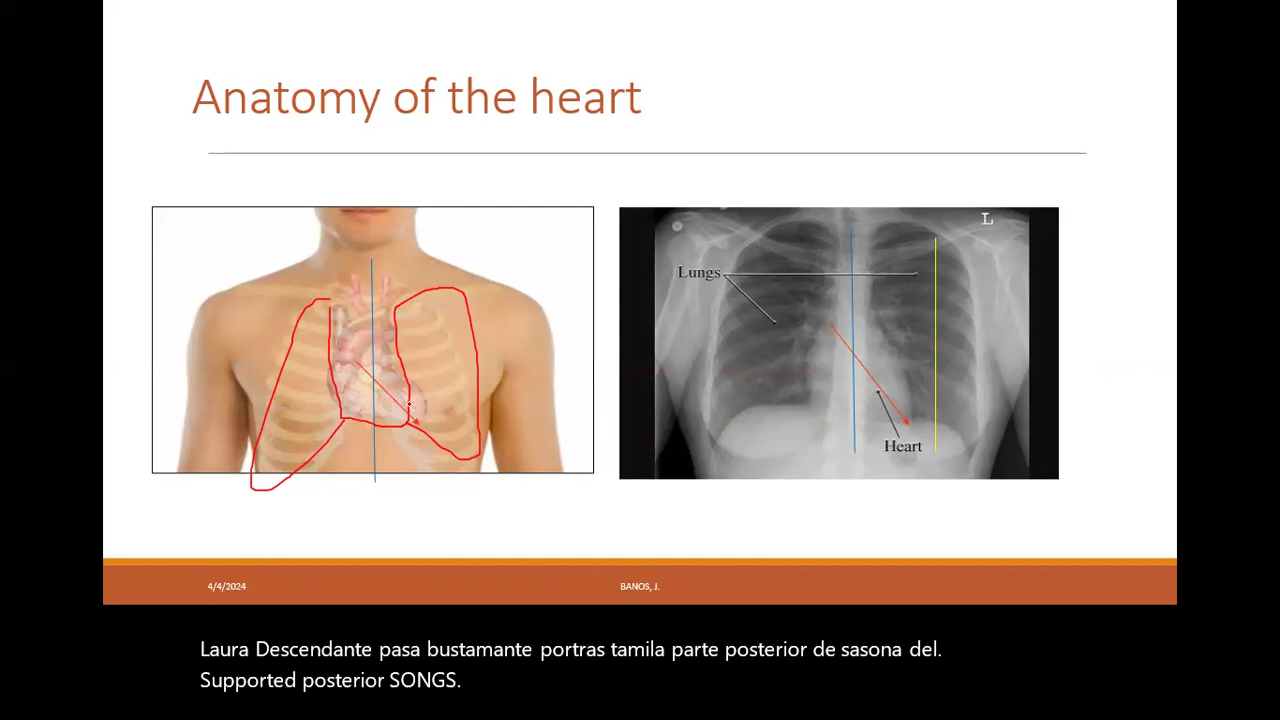 Anatomy of the heart
L
Lungs
Heart
4/4/2024
BANOS, J.
Laura Descendante pasa bustamante portras tamila parte posterior de sasona del.
Supported posterior SONGS.